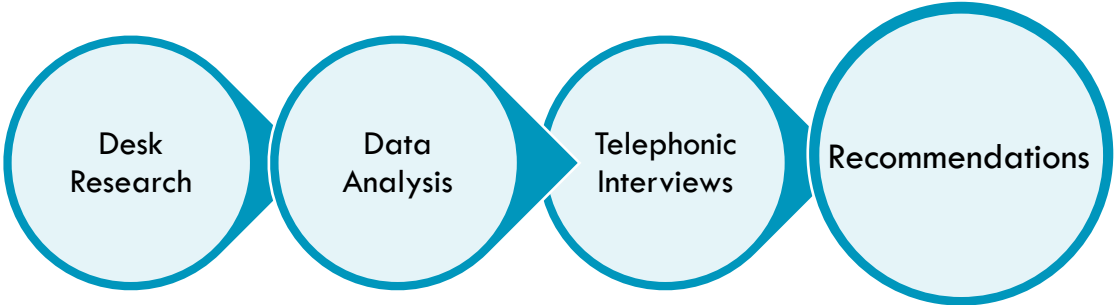 Desk
Research
Data
Analysis
Telephonic
Interviews
Recommendations